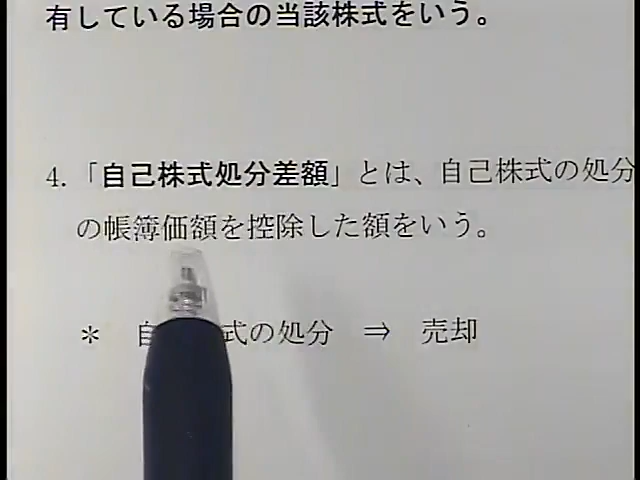 有している場合の当該株式をいう。
4.「自己株式処分差額」とは、自己株式の処分
の帳簿価額を控除した額をいう。
＊ 自 式の処分 ⇒ 売却